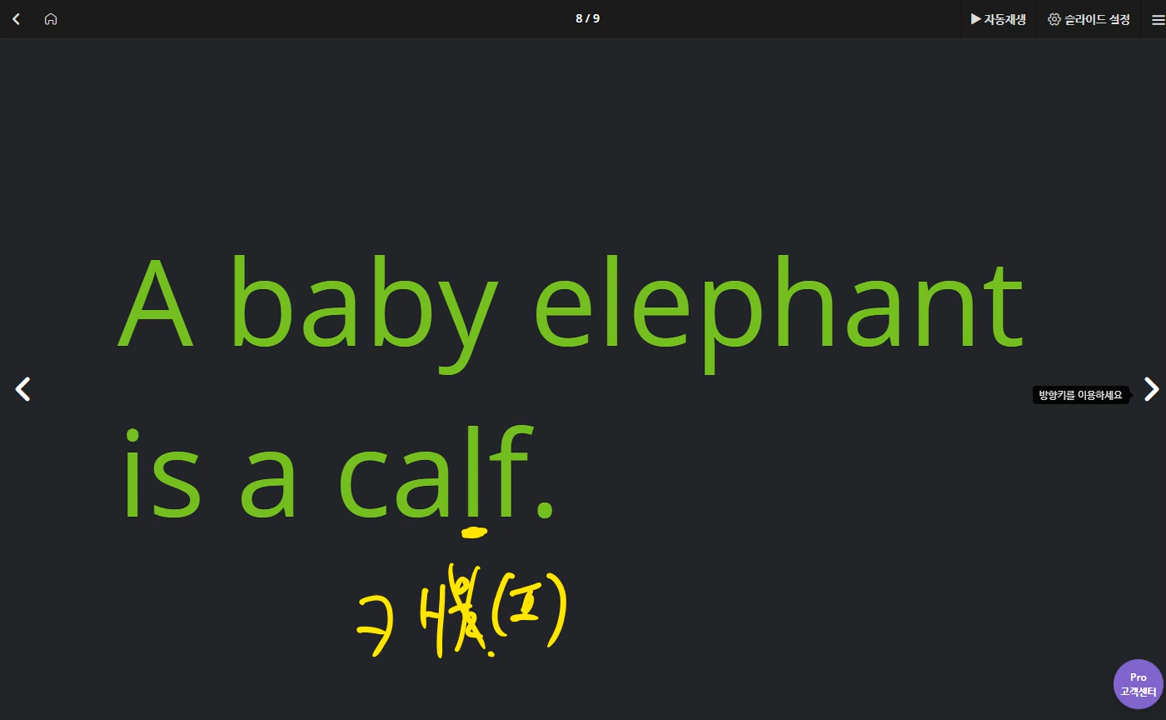 8 / 9
자동재생
슬라이드 설정
A baby elephant
방향키를 이용하세요
is a calf.
Pro
고객센터